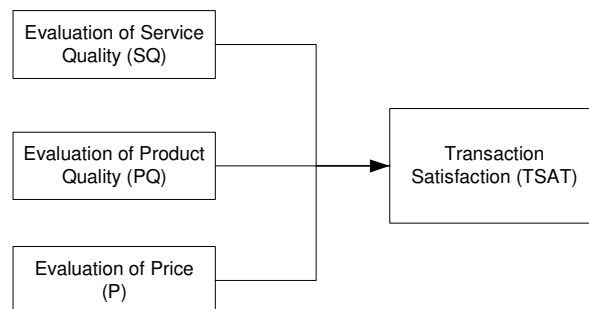 Evaluation of Service
Quality (SQ)
Evaluation of Product
Quality (PQ)
Transaction
Satisfaction (TSAT)
Evaluation of Price
(P)